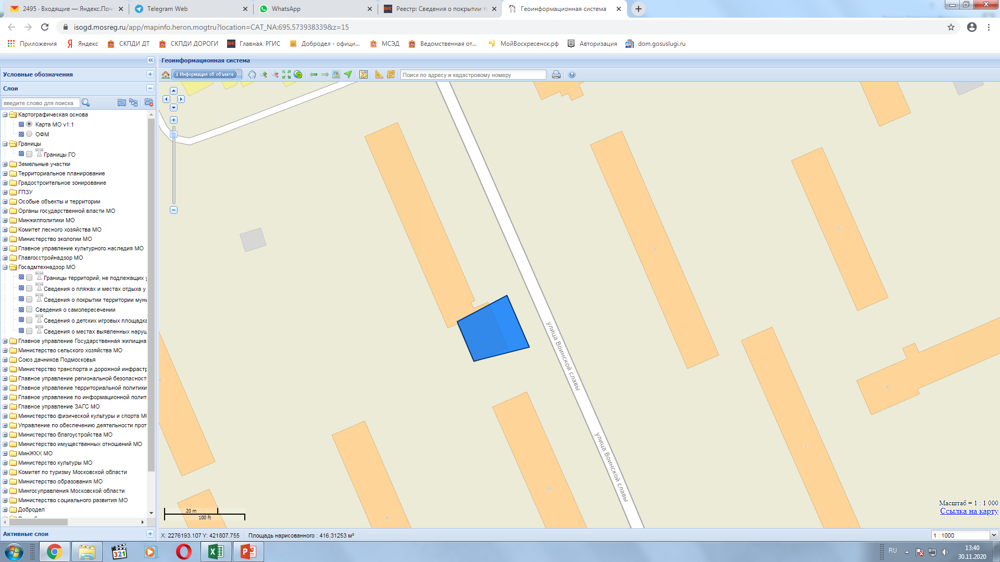 2495 · Входящие — Яндекс.Поч
Telegram Web
WhatsApp
Реестр: Сведения о покрытии т
Геоинформационная система
isogd.mosreg.ru/app/mapinfo.heron.mogtru?location=CAT_NA:695,573938339&z=15
Приложения
Яндекс
СКПДИ ДТ
СКПДИ ДОРОГИ
Главная. РГИС
Добродел - офици...
МСЭД
Ведомственная от...
МойВоскресенск.рф
Авторизация
dom.gosuslugi.ru
Геоинформационная система
Информация об объекте
Поиск по адресу и кадастровому номеру
Условные обозначения
Слои
введите слово для поиска
Картографическая основа
Карта МО v1.1
ОФМ
Границы
Границы ГО
Земельные участки
Территориальное планирование
Градостроительное зонирование
ГПЗУ
Особые объекты и территории
Органы государственной власти МО
Минжилполитики МО
Комитет лесного хозяйства МО
Министерство экологии МО
Главное управление культурного наследия МО
Главгосстройнадзор МО
Госадмтехнадзор МО
Границы территорий, не подлежащих у
Сведения о пляжах и местах отдыха у
Сведения о покрытии территории муни
Сведения о самопересечении
Сведения о детских игровых площадка
Сведения о местах выявленных наруш
Главное управление Государственная жилищна
Министерство сельского хозяйства МО
Союз дачников Подмосковья
Министерство транспорта и дорожной инфрастр
Главное управление региональной безопасност
Главное управление территориальной политики
Главное управление по информационной полит
Главное управление ЗАГС МО
Министерство физической культуры и спорта МО
Управление по обеспечению деятельности прот
Министерство благоустройства МО
Министерство имущественных отношений МО
МинЖКХ МО
Министерство культуры МО
Комитет по туризму Московской области
Министерство образования МО
Мингосуправления Московской области
Министерство социального развития МО
Добродел
Активные слои
улица Воинской славы
улица Воинской славы
2
5
6
1
11
9
4
20 m
100 ft
Масштаб = 1 : 1 000
Ссылка на карту
X: 2276193.107 Y: 421807.755
Площадь нарисованного : 416.31253 м²
1 : 1000
321
RU
13:40
30.11.2020